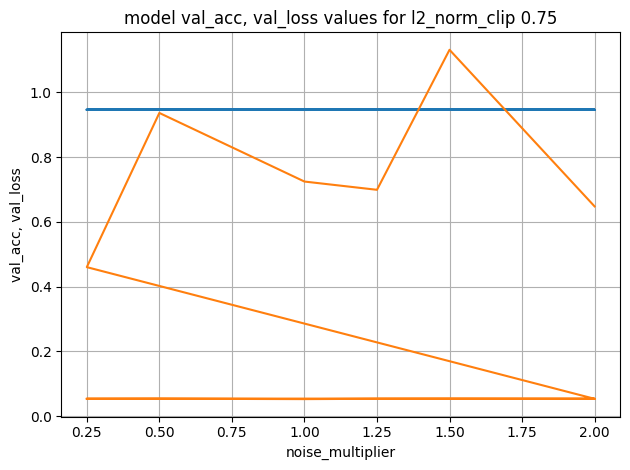 model val_acc, val_loss values for l2_norm_clip 0.75
val_acc, val_loss
1.0
0.8
0.6
0.4
0.2
0.0
0.25 0.50 0.75 1.00 1.25 1.50 1.75 2.00
noise_multiplier